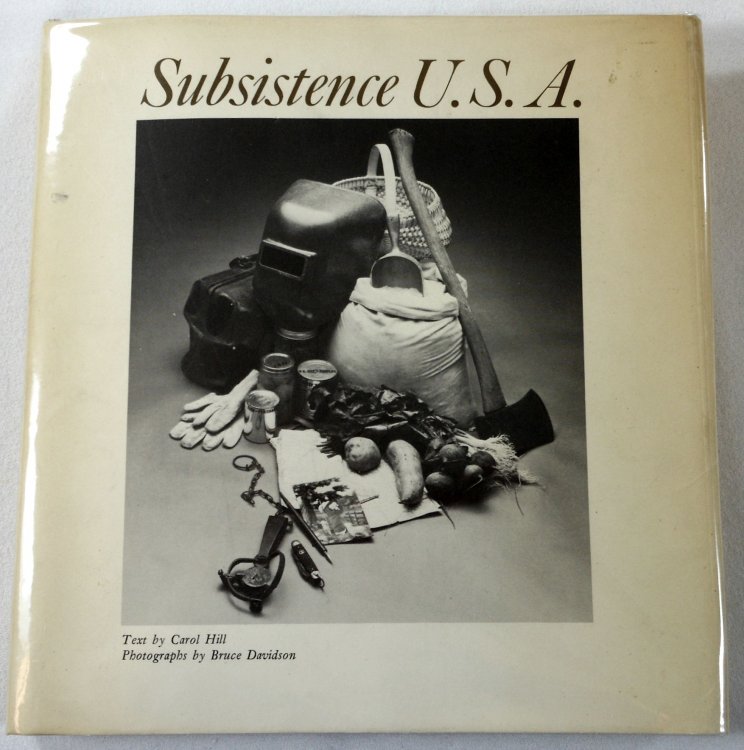 Subsistence U.S.A.
Text by Carol Hill
Photographs by Bruce Davidson